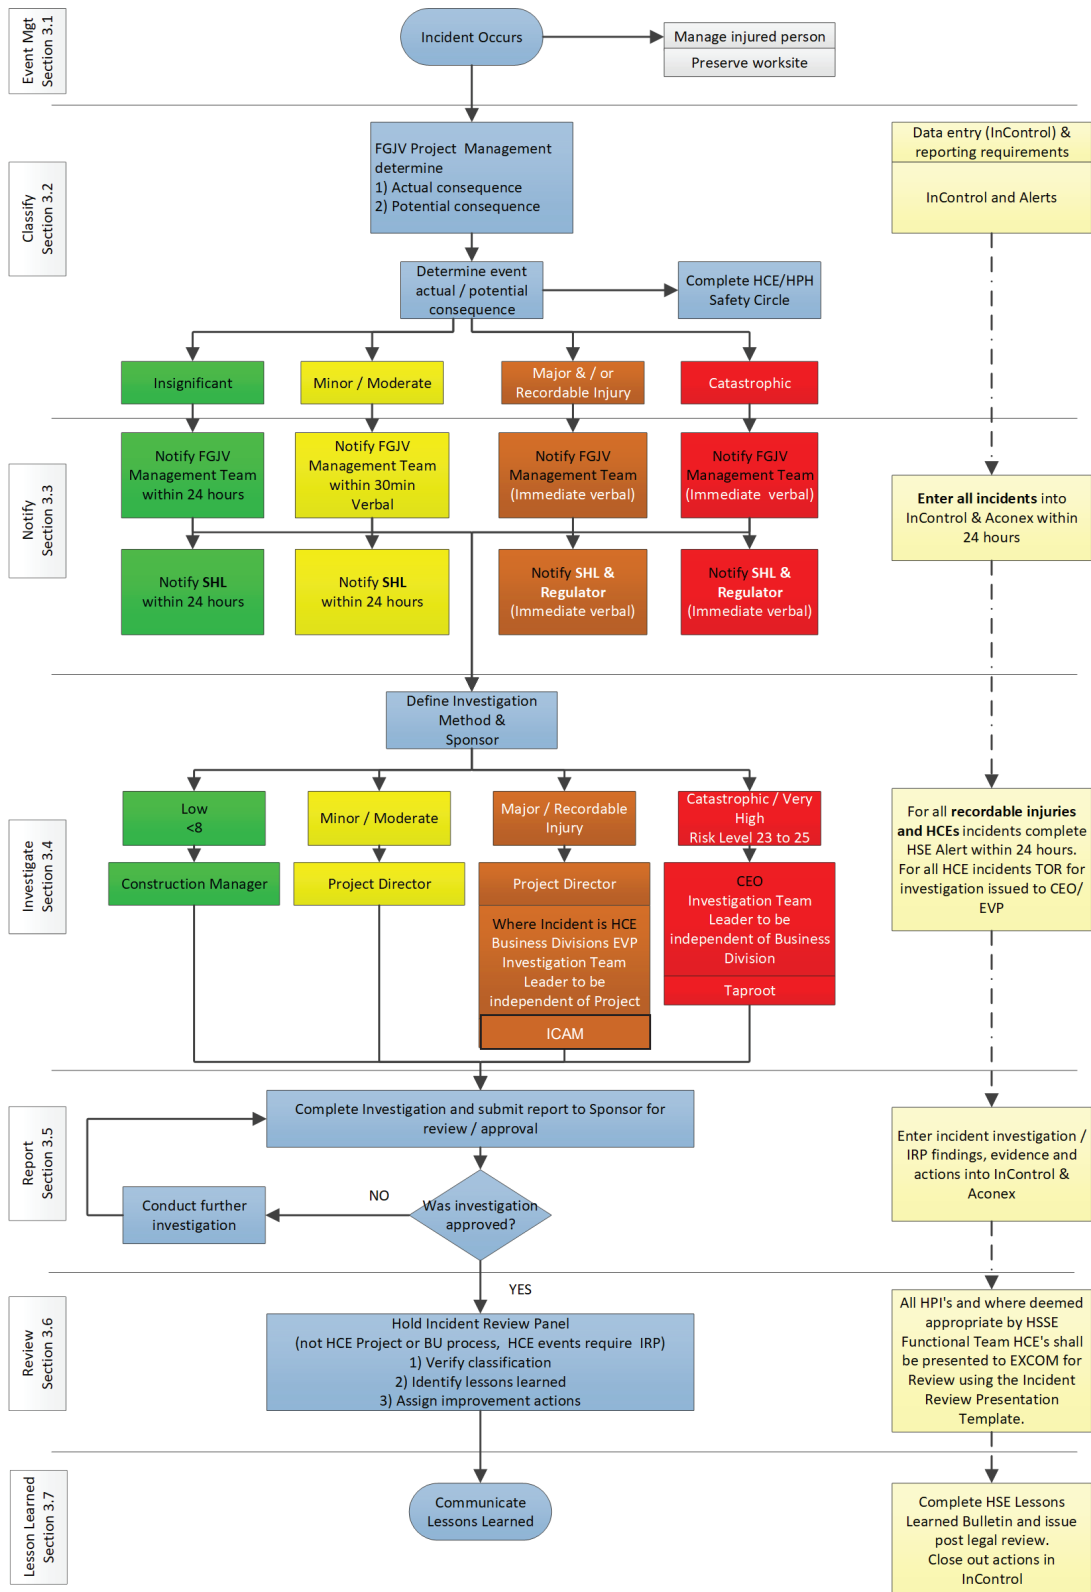 Event Mgt
Section 3.1
Incident Occurs
Manage injured person
Preserve worksite
Classify
Section 3.2
FGJV Project  Management
determine
1) Actual consequence
2) Potential consequence
Data entry (InControl) &
reporting requirements
InControl and Alerts
Determine event
actual / potential
consequence
Complete HCE/HPH
Safety Circle
Insignificant
Minor / Moderate
Major & / or
Recordable Injury
Catastrophic
Notify
Section 3.3
Notify FGJV
Management Team
within 24 hours
Notify FGJV
Management Team
within 30min
Verbal
Notify FGJV
Management Team
(Immediate verbal)
Notify FGJV
Management Team
(Immediate  verbal)
Enter all incidents into
InControl & Aconex within
24 hours
Notify SHL
within 24 hours
Notify SHL
within 24 hours
Notify SHL &
Regulator
(Immediate verbal)
Notify SHL &
Regulator
(Immediate verbal)
Define Investigation
Method &
Sponsor
Investigate
Section 3.4
Low
<8
Minor / Moderate
Major / Recordable
Injury
Catastrophic / Very
High
Risk Level 23 to 25
For all recordable injuries
and HCEs incidents complete
HSE Alert within 24 hours.
For all HCE incidents TOR for
investigation issued to CEO/
EVP
Construction Manager
Project Director
Project Director
Where Incident is HCE
Business Divisions EVP
Investigation Team
Leader to be
independent of Project
ICAM
CEO
Investigation Team
Leader to be
independent of Business
Division
Taproot
Report
Section 3.5
Complete Investigation and submit report to Sponsor for
review / approval
Enter incident investigation /
IRP findings, evidence and
actions into InControl &
Aconex
Conduct further
investigation
NO
Was investigation
approved?
YES
Review
Section 3.6
Hold Incident Review Panel
(not HCE Project or BU process,  HCE events require  IRP)
1) Verify classification
2) Identify lessons learned
3) Assign improvement actions
All HPI's and where deemed
appropriate by HSSE
Functional Team HCE's shall
be presented to EXCOM for
Review using the Incident
Review Presentation
Template.
Lesson Learned
Section 3.7
Communicate
Lessons Learned
Complete HSE Lessons
Learned Bulletin and issue
post legal review.
Close out actions in
InControl